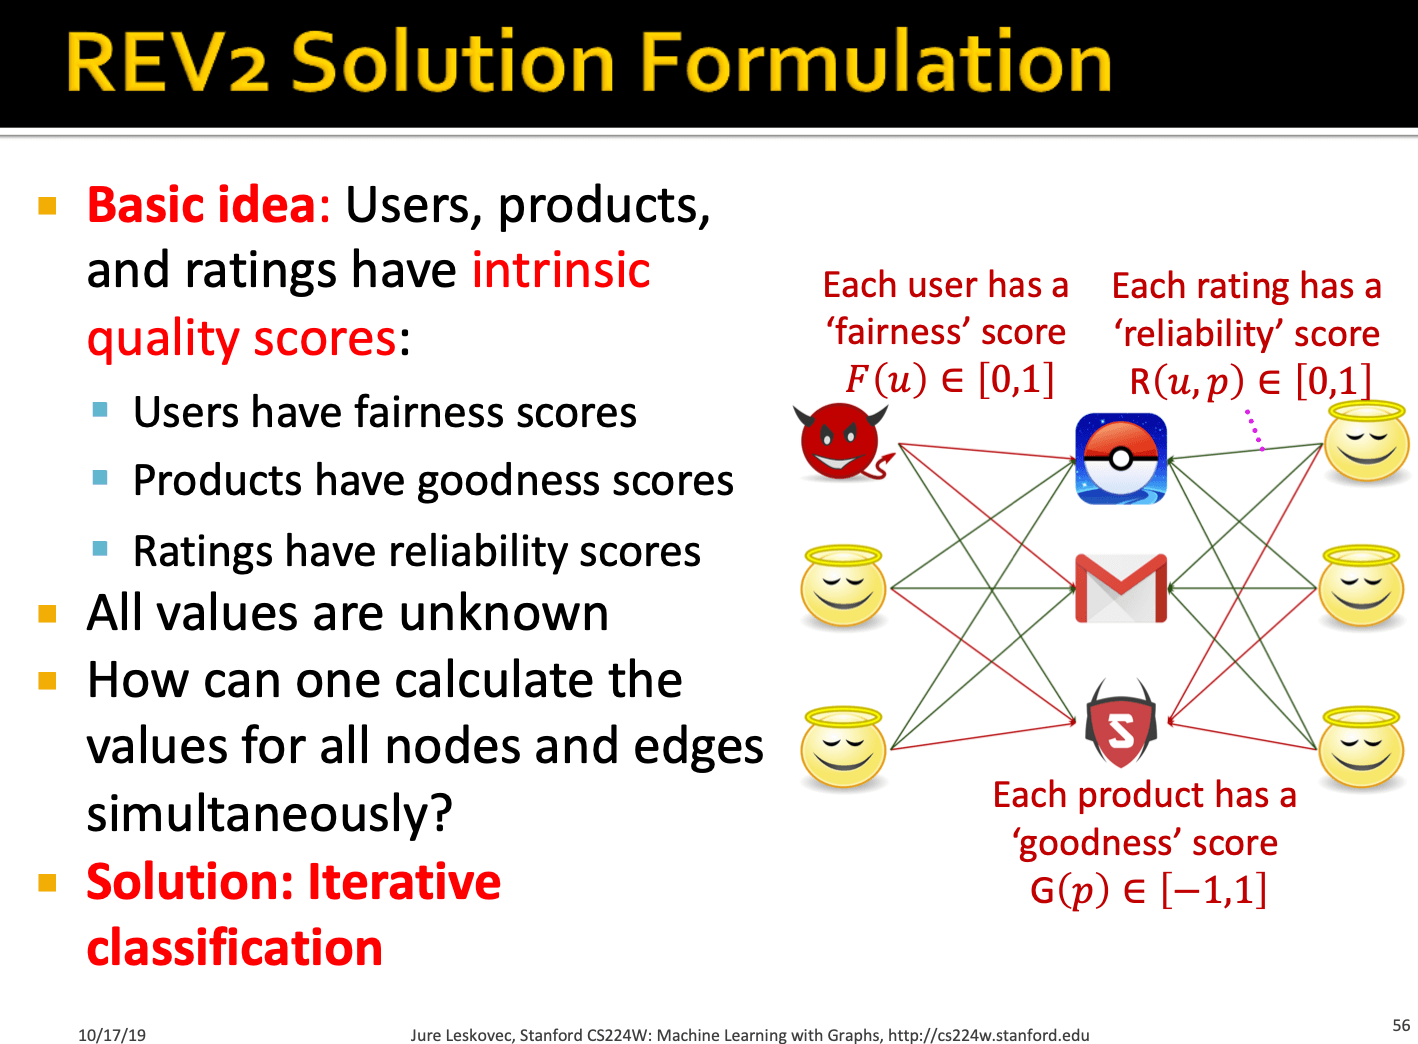 REV2 Solution Formulation
Basic idea: Users, products,
and ratings have intrinsic
quality scores:
Users have fairness scores
Products have goodness scores
Ratings have reliability scores
All values are unknown
How can one calculate the
values for all nodes and edges
simultaneously?
Solution: Iterative
classification
Each user has a
‘fairness’ score
F(u) ∈ [0,1]
Each rating has a
‘reliability’ score
R(u, p) ∈ [0,1]
S
Each product has a
‘goodness’ score
G(p) ∈ [−1,1]
10/17/19
Jure Leskovec, Stanford CS224W: Machine Learning with Graphs, http://cs224w.stanford.edu
56